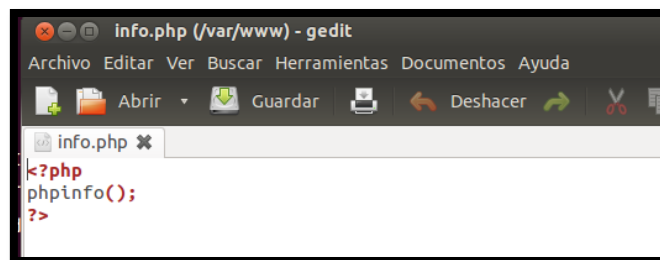 info.php (/var/www) - gedit
Archivo Editar Ver Buscar Herramientas Documentos Ayuda
Abrir Guardar Deshacer
info.php
<?php
phpinfo();
?>